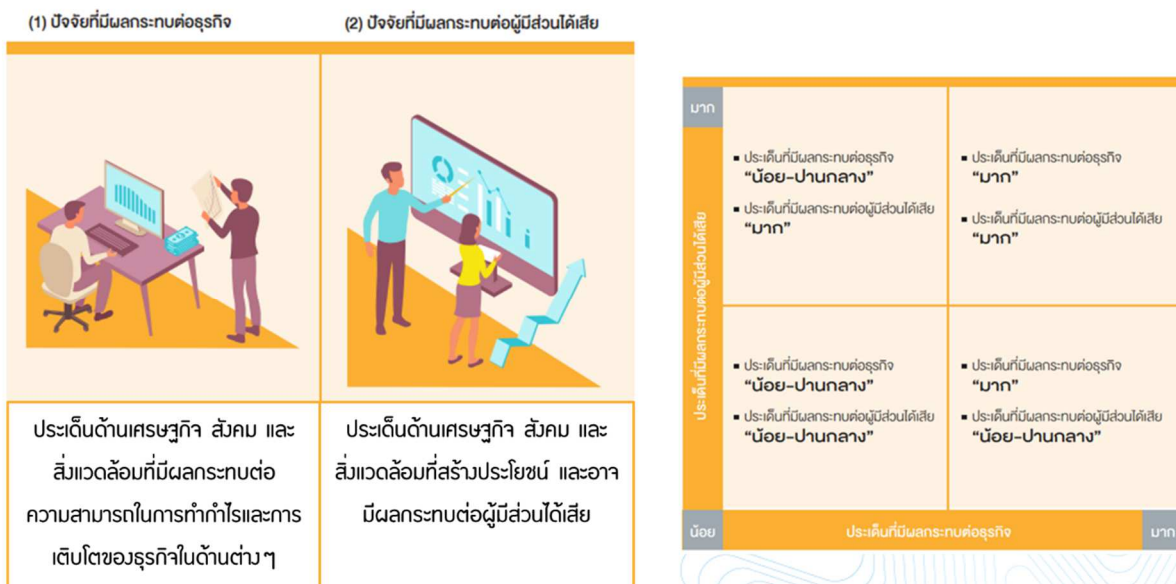 (1) ปัจจัยที่มีผลกระทบต่อธุรกิจ
(2) ปัจจัยที่มีผลกระทบต่อผู้มีส่วนได้เสีย
ประเด็นด้านเศรษฐกิจ สังคม และ
สิ่งแวดล้อมที่มีผลกระทบต่อ
ความสามารถในการทำกำไรและการ
เติบโตของธุรกิจในด้านต่าง ๆ
ประเด็นด้านเศรษฐกิจ สังคม และ
สิ่งแวดล้อมที่สร้างประโยชน์ และอาจ
มีผลกระทบต่อผู้มีส่วนได้เสีย
มาก
ประเด็นที่มีผลกระทบต่อผู้มีส่วนได้เสีย
▪ ประเด็นที่มีผลกระทบต่อธุรกิจ
“น้อย-ปานกลาง”
▪ ประเด็นที่มีผลกระทบต่อผู้มีส่วนได้เสีย
“มาก”
▪ ประเด็นที่มีผลกระทบต่อธุรกิจ
“มาก”
▪ ประเด็นที่มีผลกระทบต่อผู้มีส่วนได้เสีย
“มาก”
▪ ประเด็นที่มีผลกระทบต่อธุรกิจ
“น้อย-ปานกลาง”
▪ ประเด็นที่มีผลกระทบต่อผู้มีส่วนได้เสีย
“น้อย-ปานกลาง”
▪ ประเด็นที่มีผลกระทบต่อธุรกิจ
“มาก”
▪ ประเด็นที่มีผลกระทบต่อผู้มีส่วนได้เสีย
“น้อย-ปานกลาง”
น้อย
ประเด็นที่มีผลกระทบต่อธุรกิจ
มาก